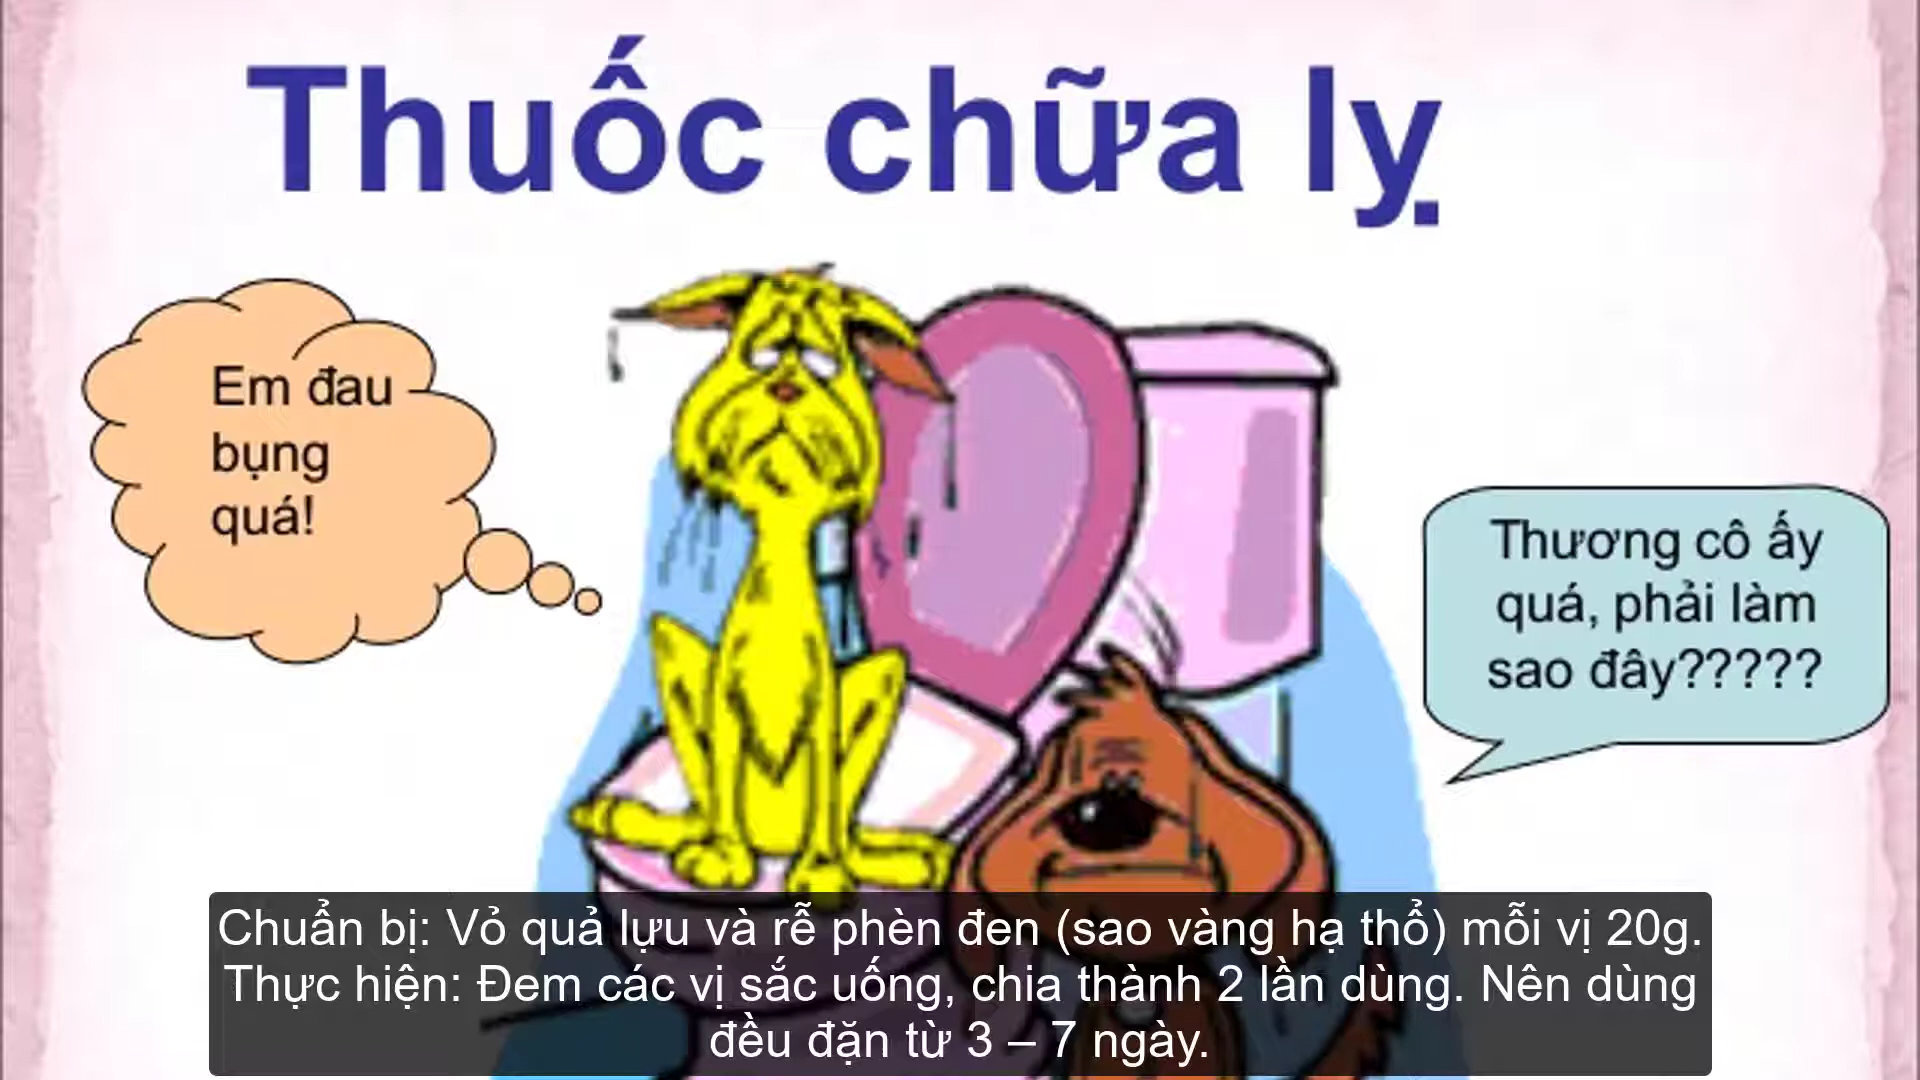 Thuốc chữa lỵ
Em đau
bụng
quá!
Thương cô ấy
quá, phải làm
sao đây?????
Chuẩn bị: Vỏ quả lựu và rễ phèn đen (sao vàng hạ thổ) mỗi vị 20g.
Thực hiện: Đem các vị sắc uống, chia thành 2 lần dùng. Nên dùng
đều đặn từ 3 – 7 ngày.